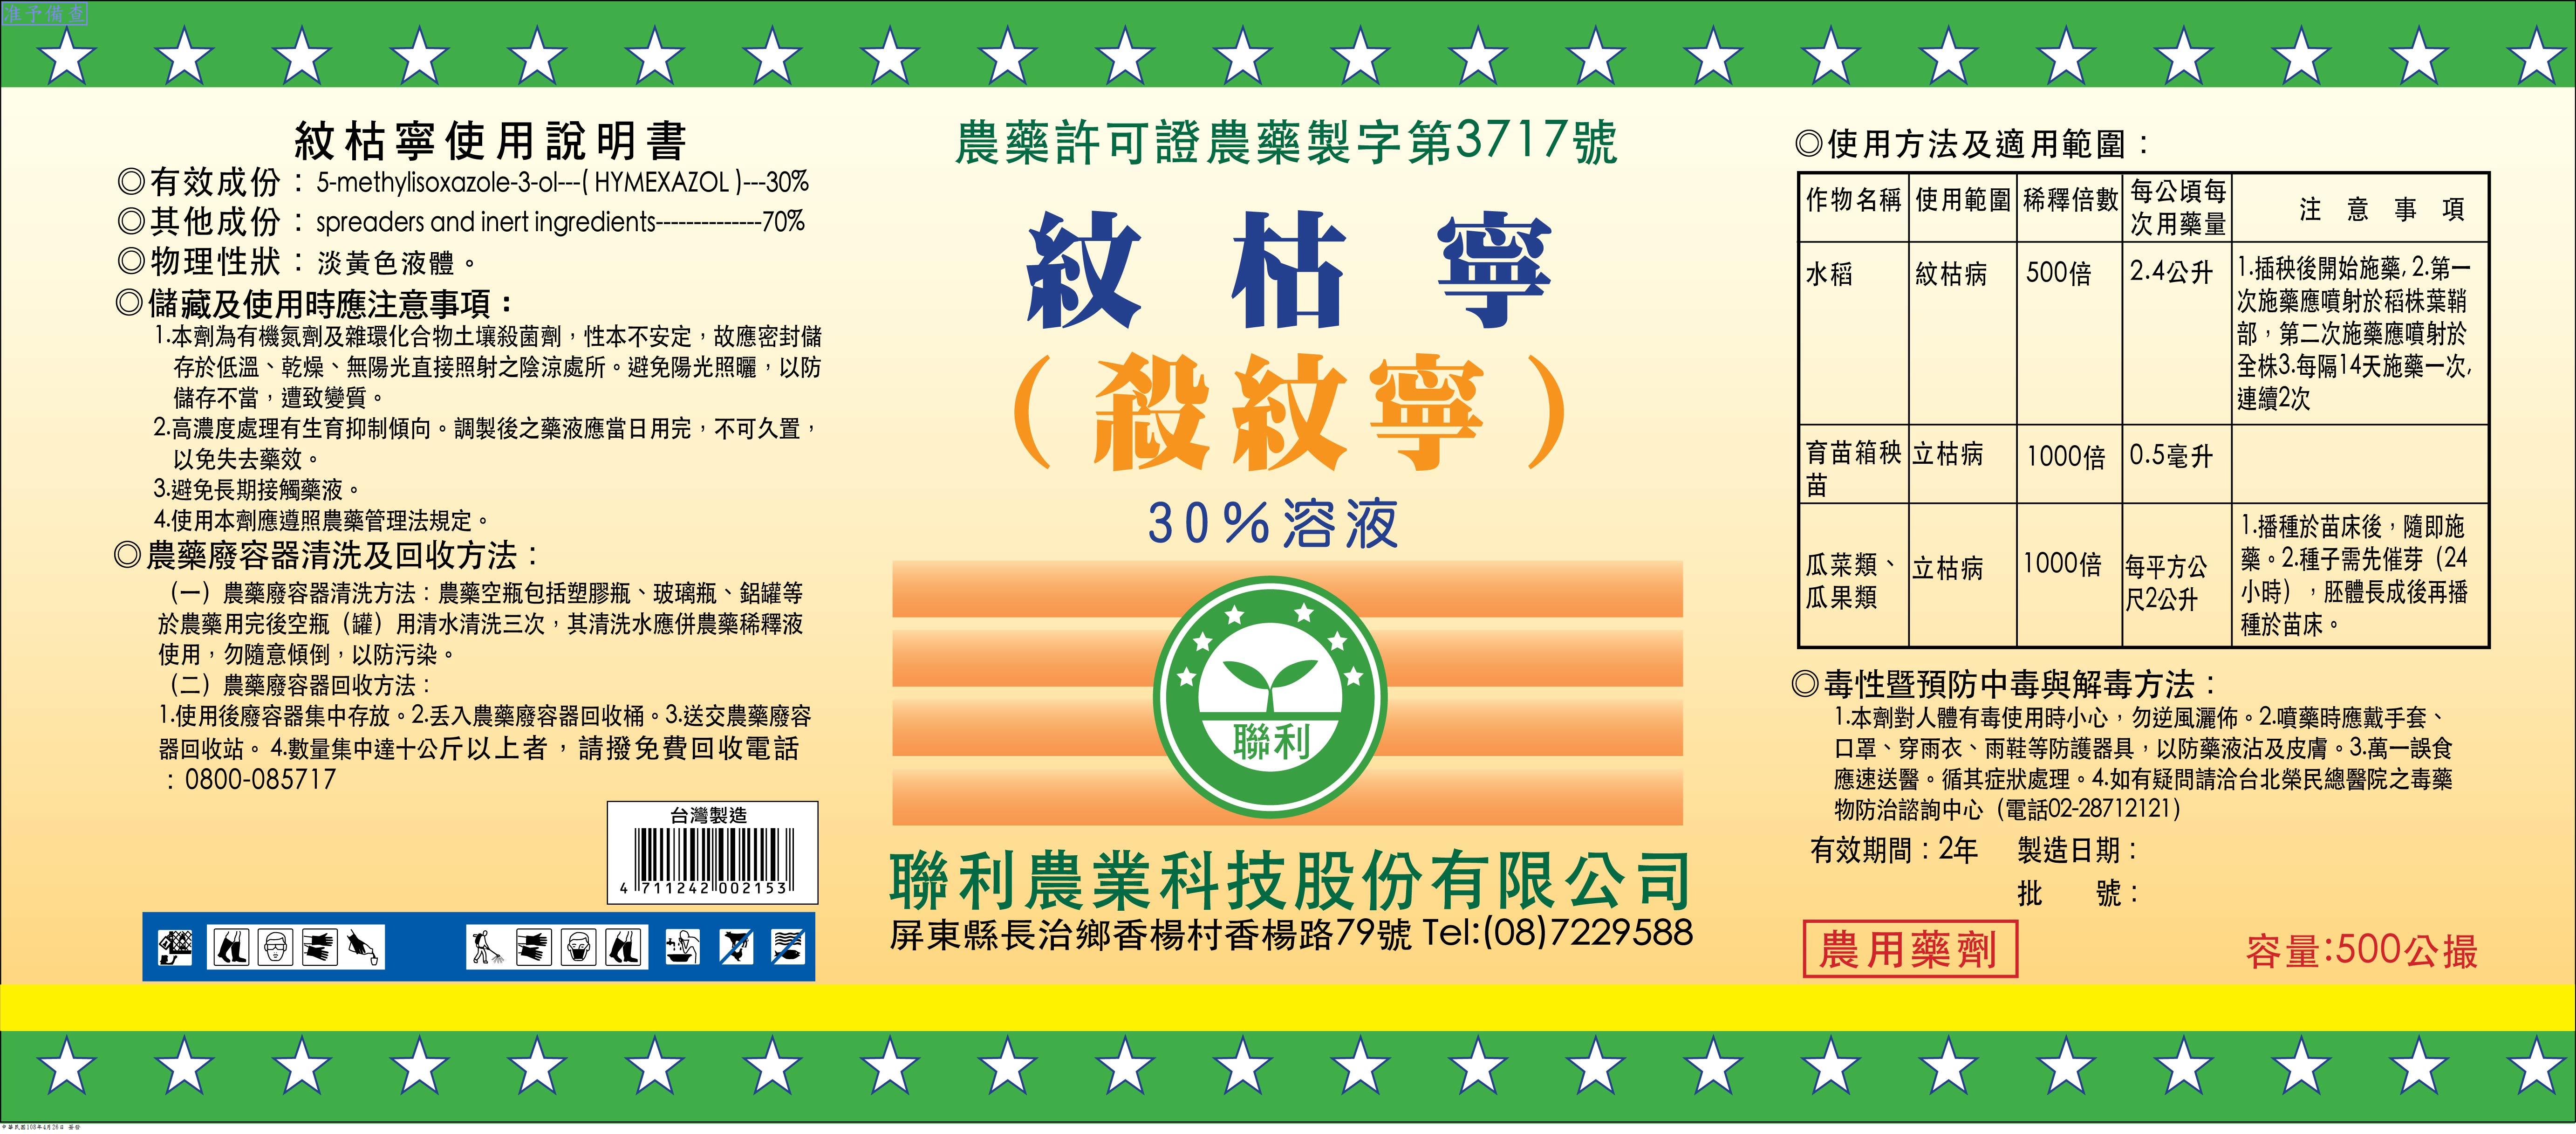 准予備查
紋枯寧使用說明書
◎有效成份：5-methylisoxazole-3-ol---( HYMEXAZOL )---30%
◎其他成份：spreaders and inert ingredients--------------70%
◎物理性狀：淡黃色液體。
◎儲藏及使用時應注意事項：
1.本劑為有機氮劑及雜環化合物土壤殺菌劑，性本不安定，故應密封儲
存於低溫、乾燥、無陽光直接照射之陰涼處所。避免陽光照曬，以防
儲存不當，遭致變質。
2.高濃度處理有生育抑制傾向。調製後之藥液應當日用完，不可久置，
以免失去藥效。
3.避免長期接觸藥液。
4.使用本劑應遵照農藥管理法規定。
◎農藥廢容器清洗及回收方法：
（一）農藥廢容器清洗方法：農藥空瓶包括塑膠瓶、玻璃瓶、鋁罐等
於農藥用完後空瓶（罐）用清水清洗三次，其清洗水應併農藥稀釋液
使用，勿隨意傾倒，以防污染。
（二）農藥廢容器回收方法：
1.使用後廢容器集中存放。2.丟入農藥廢容器回收桶。3.送交農藥廢容
器回收站。 4.數量集中達十公斤以上者，請撥免費回收電話
：0800-085717
台灣製造
4 711242 002153
農藥許可證農藥製字第3717號
紋枯寧
（殺紋寧）
30%溶液
聯利
聯利農業科技股份有限公司
屏東縣長治鄉香楊村香楊路79號 Tel:(08)7229588
◎使用方法及適用範圍：
作物名稱 使用範圍 稀釋倍數 每公頃每次用藥量 注意事項
水稻 紋枯病 500倍 2.4公升 1.插秧後開始施藥, 2.第一
次施藥應噴射於稻株葉鞘
部，第二次施藥應噴射於
全株3.每隔14天施藥一次,
連續2次
育苗箱秧苗 立枯病 1000倍 0.5毫升
瓜菜類、瓜果類 立枯病 1000倍 每平方公尺2公升 1.播種於苗床後，隨即施
藥。2.種子需先催芽（24
小時），胚體長成後再播
種於苗床。
◎毒性暨預防中毒與解毒方法：
1.本劑對人體有毒使用時小心，勿逆風灑佈。2.噴藥時應戴手套、
口罩、穿雨衣、雨鞋等防護器具，以防藥液沾及皮膚。3.萬一誤食
應速送醫。循其症狀處理。4.如有疑問請洽台北榮民總醫院之毒藥
物防治諮詢中心（電話02-28712121）
有效期間：2年 製造日期：
批 號：
農用藥劑
容量:500公撮
中華民國108年4月26日 簽發